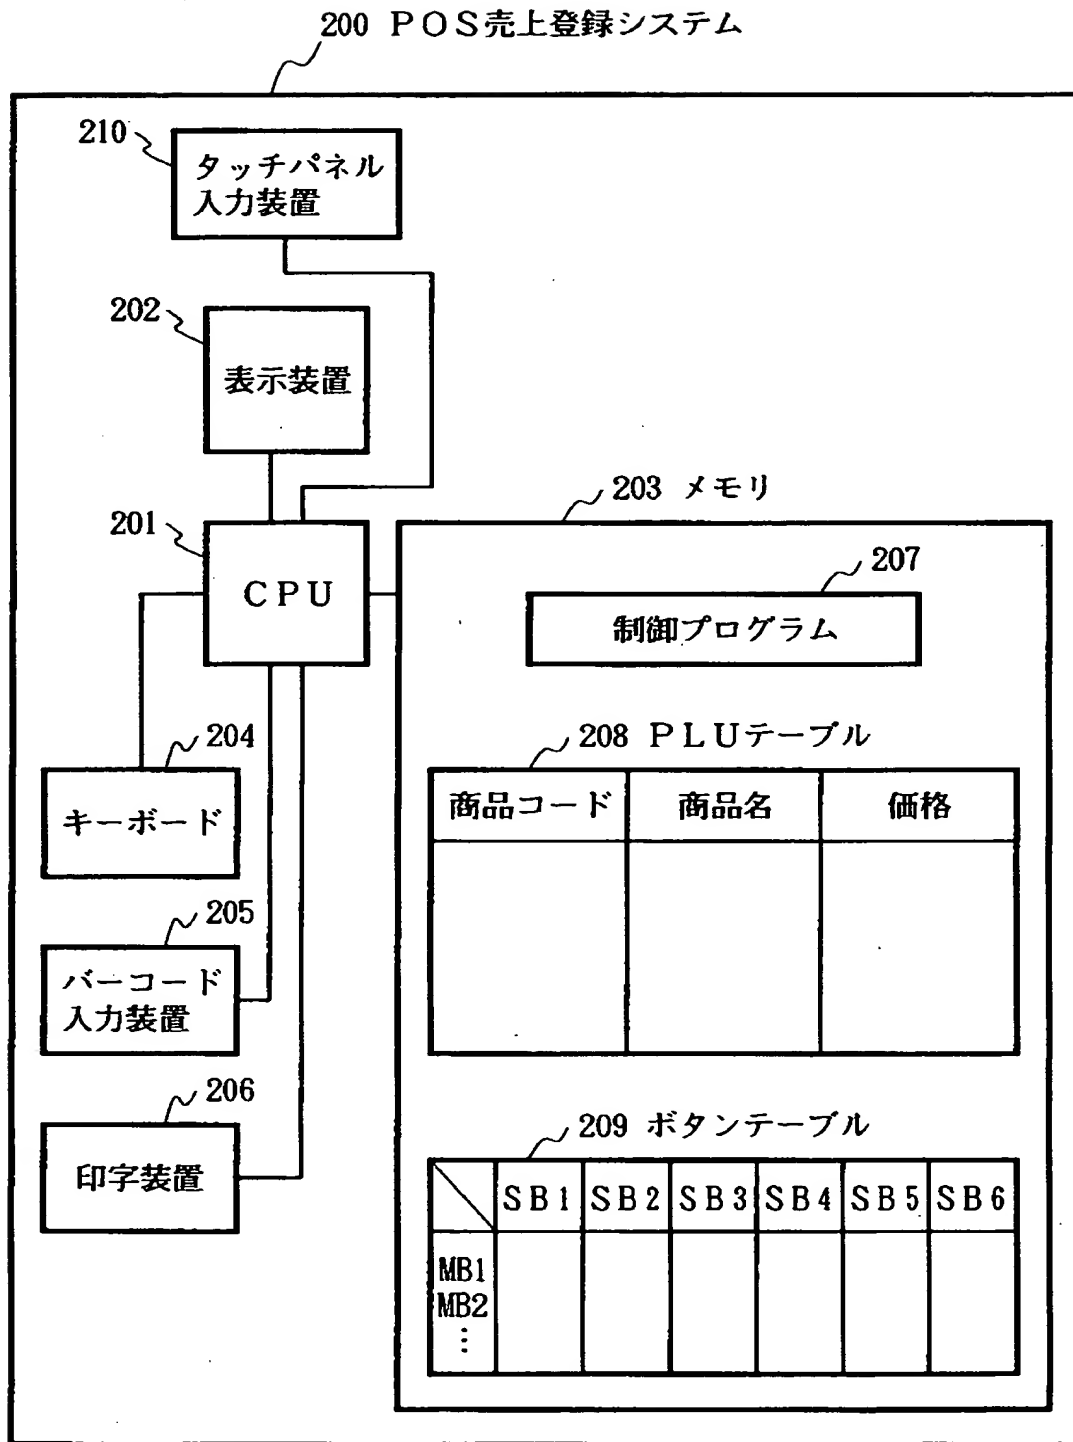 200 POS売上登録システム
210
タッチパネル
入力装置
202
表示装置
203 メモリ
201
CPU
207
制御プログラム
204
キーボード
208 PLUテーブル
商品コード 商品名 価格
205
バーコード
入力装置
206
印字装置
209 ボタンテーブル
SB1 SB2 SB3 SB4 SB5 SB6
MB1
MB2
⋮